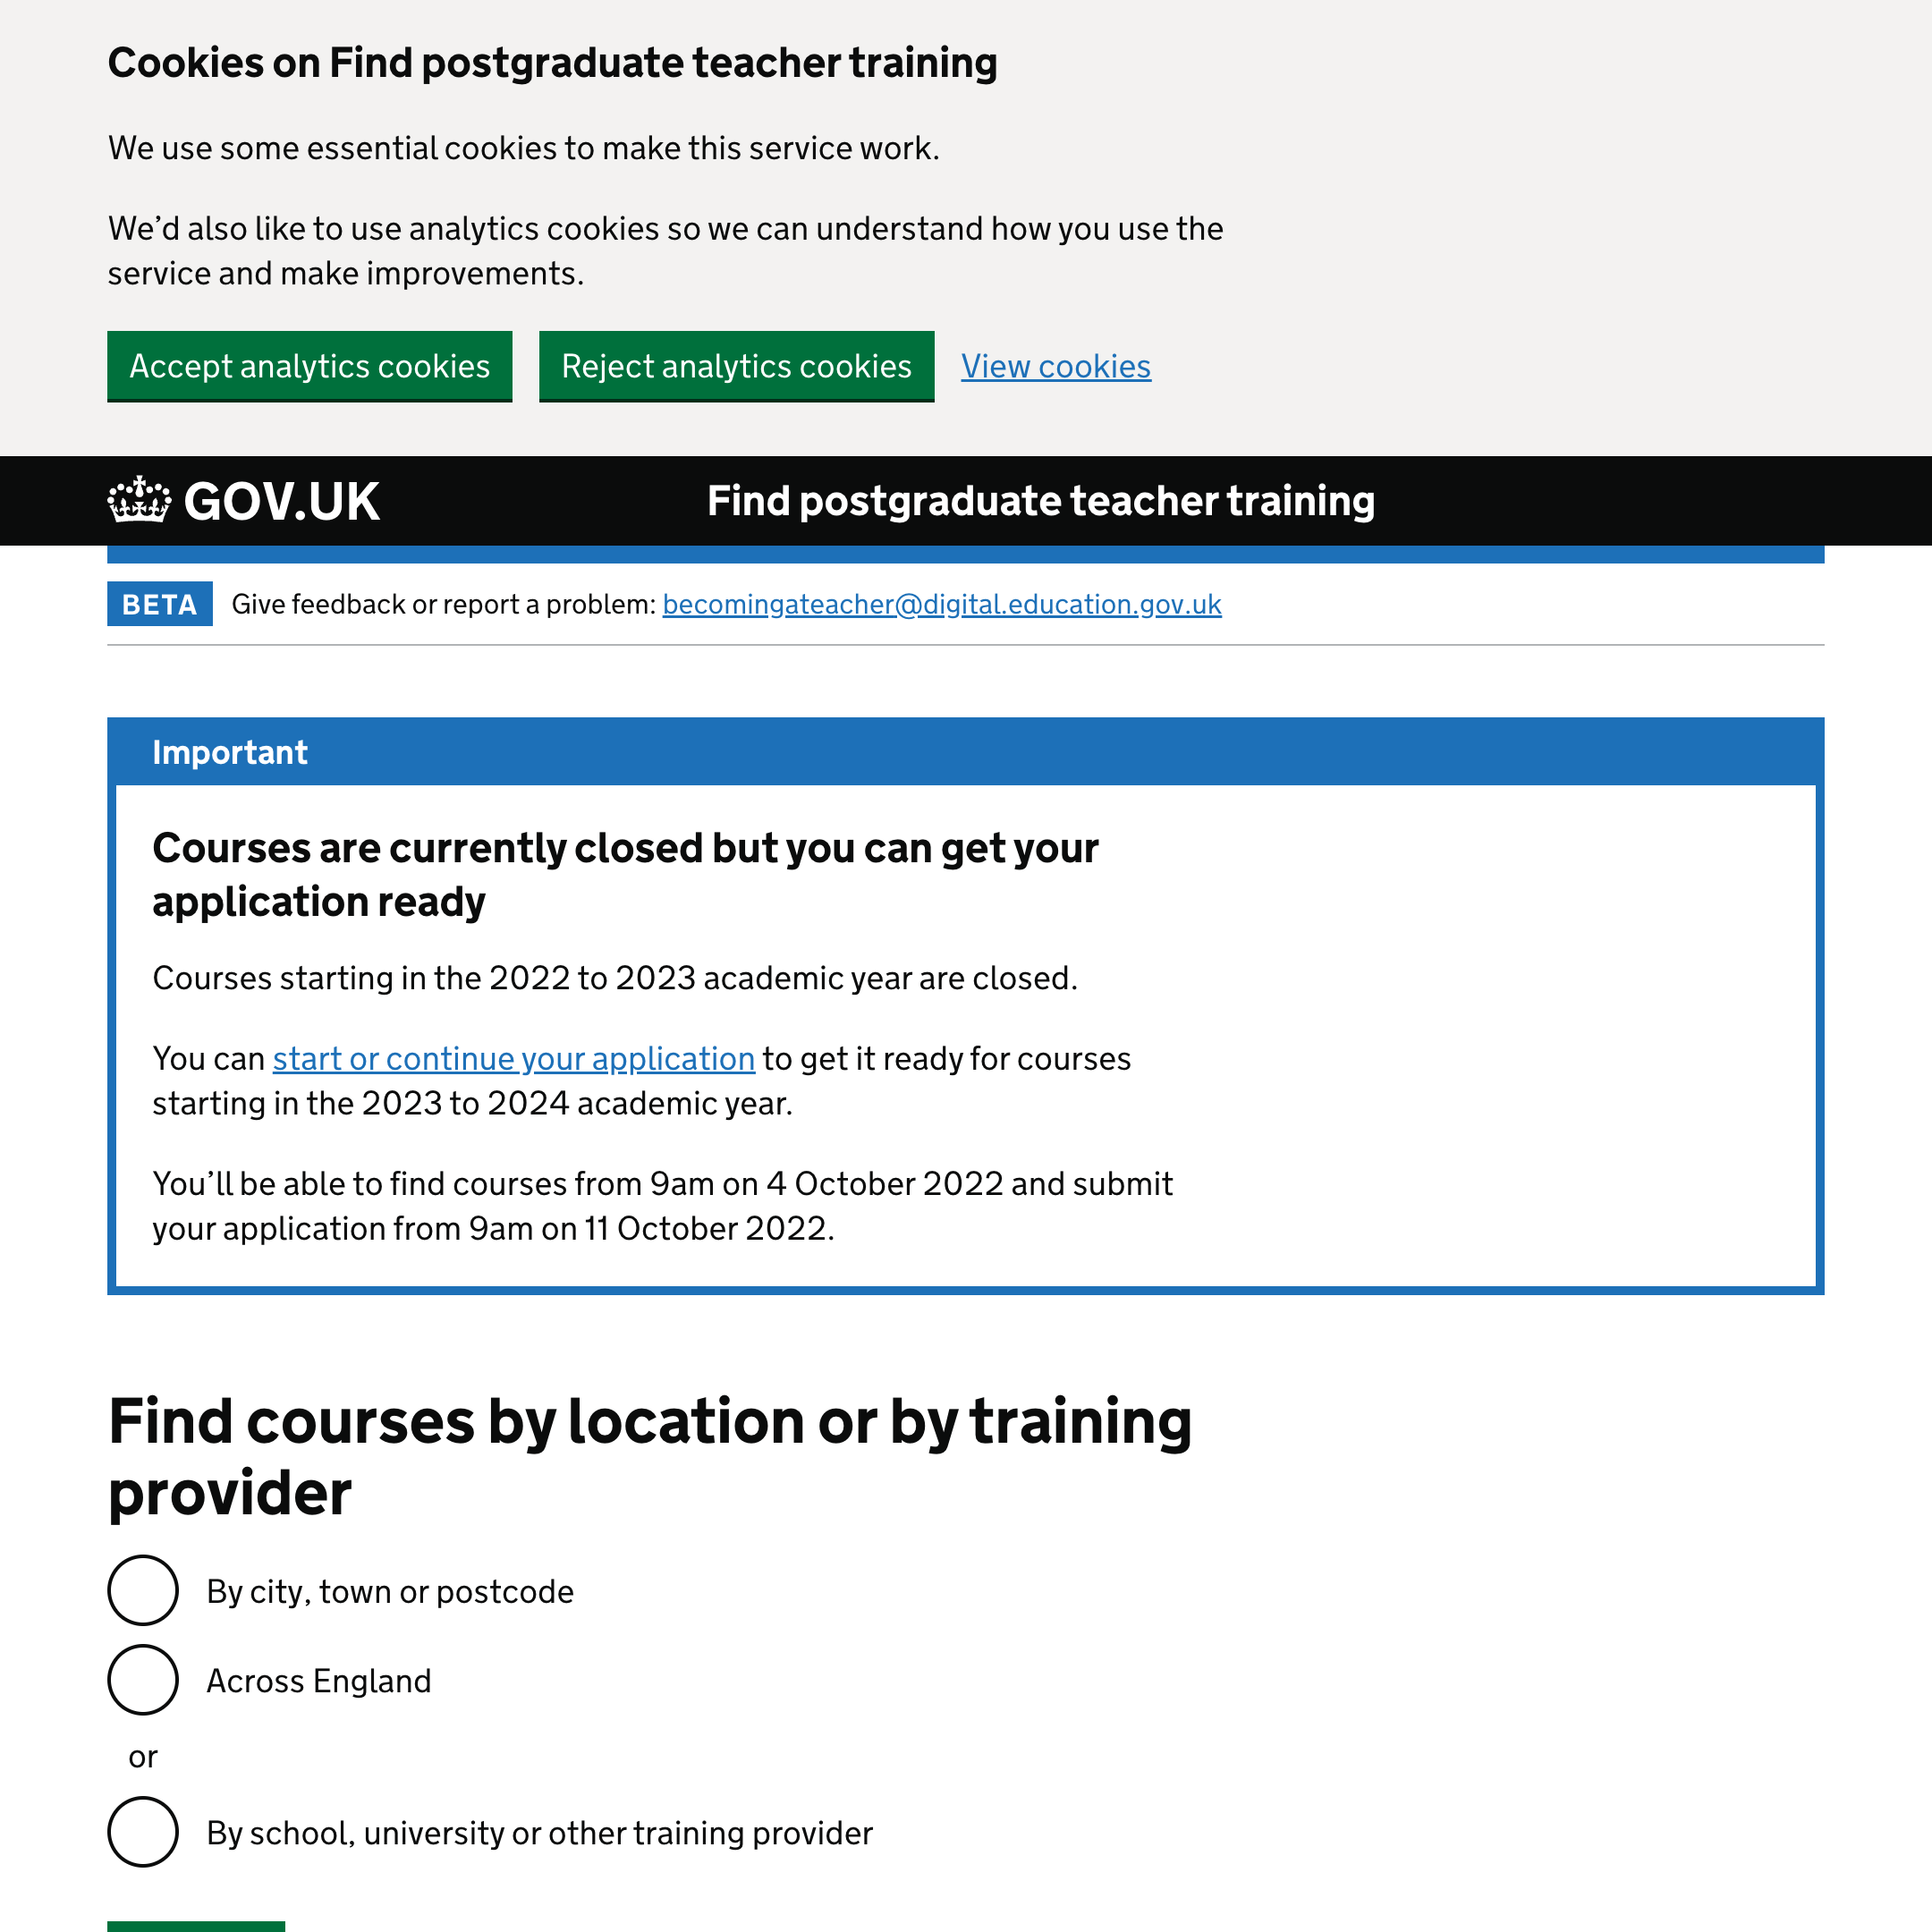 Cookies on Find postgraduate teacher training
We use some essential cookies to make this service work.
We’d also like to use analytics cookies so we can understand how you use the
service and make improvements.
Accept analytics cookies
Reject analytics cookies
View cookies
GOV.UK
Find postgraduate teacher training
BETA
Give feedback or report a problem: becomingateacher@digital.education.gov.uk
Important
Courses are currently closed but you can get your
application ready
Courses starting in the 2022 to 2023 academic year are closed.
You can start or continue your application to get it ready for courses
starting in the 2023 to 2024 academic year.
You’ll be able to find courses from 9am on 4 October 2022 and submit
your application from 9am on 11 October 2022.
Find courses by location or by training
provider
By city, town or postcode
Across England
or
By school, university or other training provider